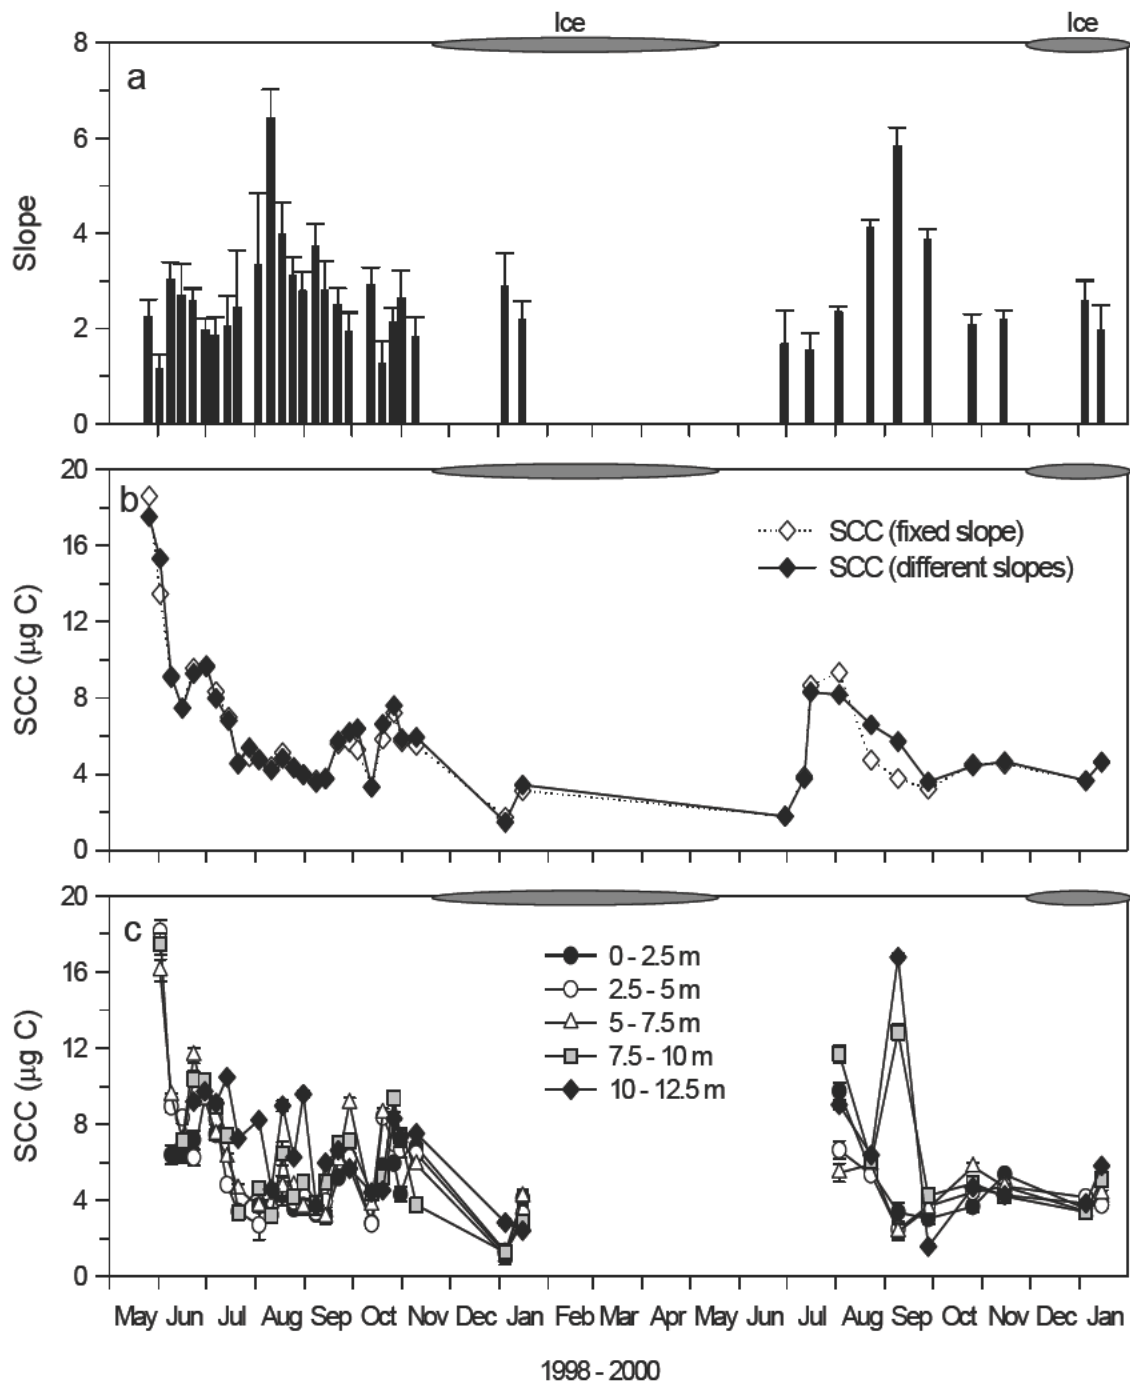 Ice Ice
8
a
6
Slope
4
2
0
20
b
16
SCC (fixed slope)
SCC (different slopes)
12
SCC (µg C)
8
4
0
20
c
16
0 - 2.5 m
2.5 - 5 m
5 - 7.5 m
7.5 - 10 m
10 - 12.5 m
12
SCC (µg C)
8
4
0
May Jun Jul Aug Sep Oct Nov Dec Jan Feb Mar Apr May Jun Jul Aug Sep Oct Nov Dec Jan
1998 - 2000